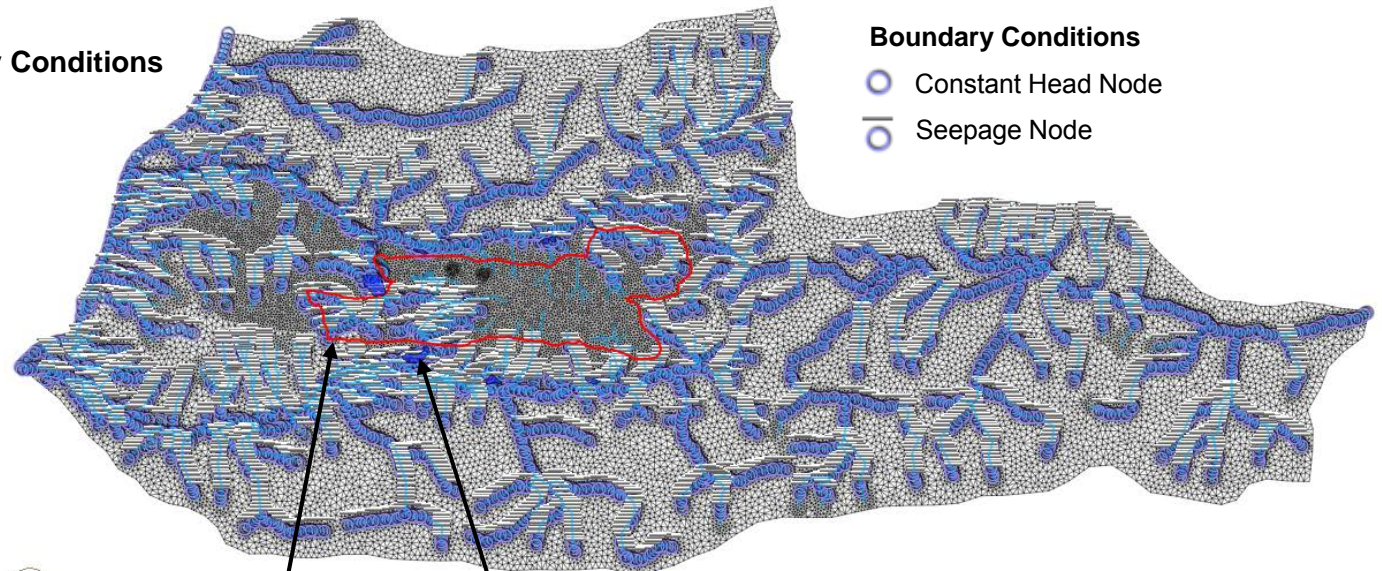 y Conditions
Boundary Conditions
Constant Head Node
Seepage Node